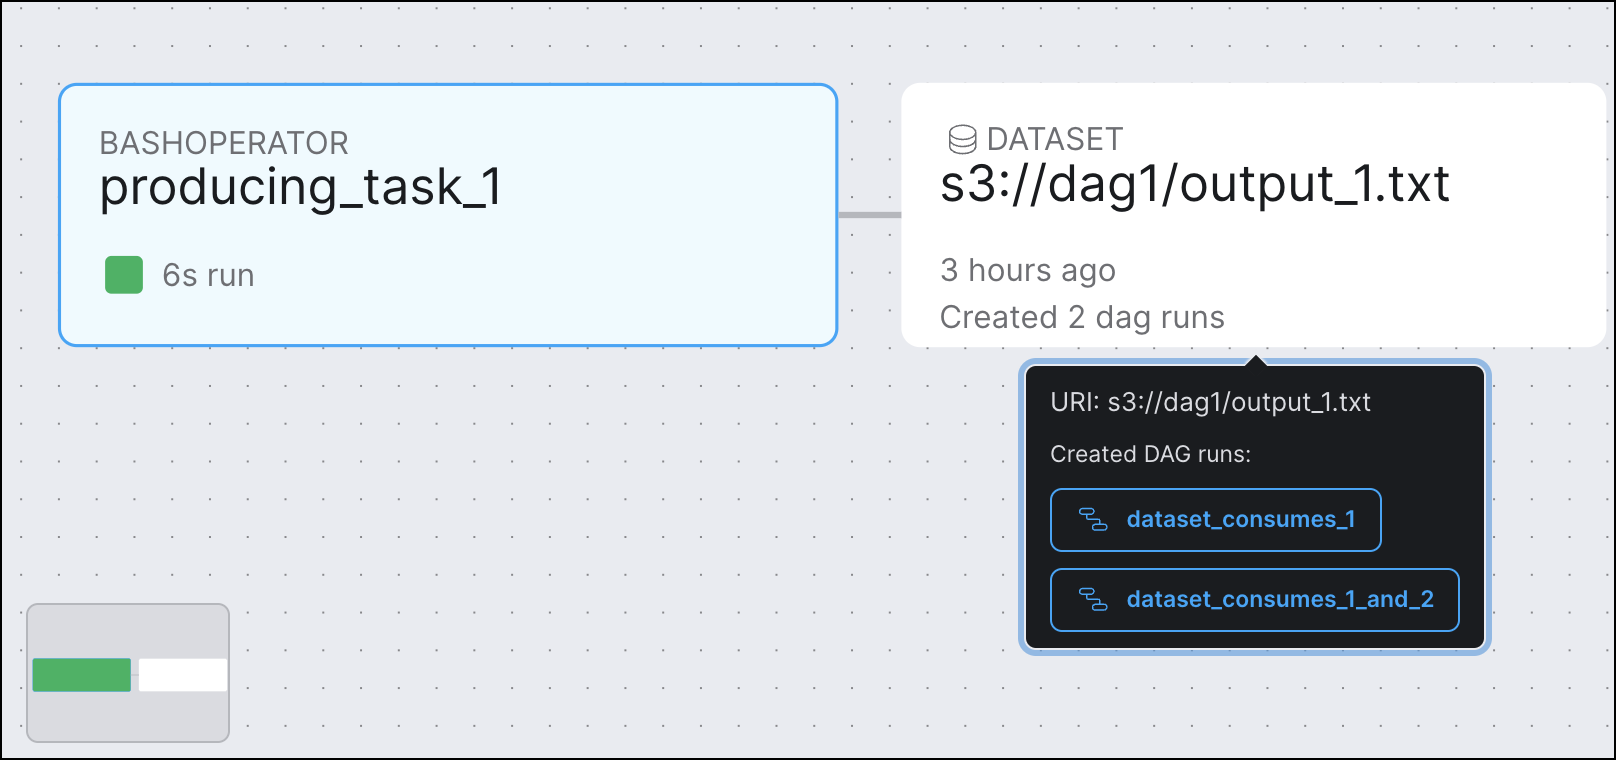 BASHOPERATOR
producing_task_1
6s run
DATASET
s3://dag1/output_1.txt
3 hours ago
Created 2 dag runs
URI: s3://dag1/output_1.txt
Created DAG runs:
dataset_consumes_1
dataset_consumes_1_and_2